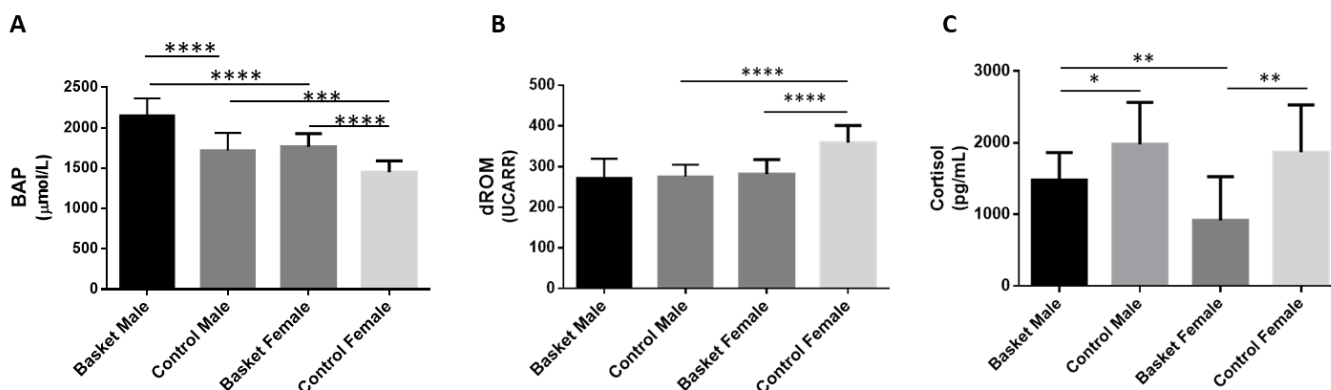 A
****
****
***
****
2500
2000
1500
1000
500
0
BAP
(μmol/L)
Basket Male
Control Male
Basket Female
Control Female
B
****
****
500
400
300
200
100
0
dROM
(UCARR)
Basket Male
Control Male
Basket Female
Control Female
C
**
*
**
3000
2000
1000
0
Cortisol
(pg/mL)
Basket Male
Control Male
Basket Female
Control Female